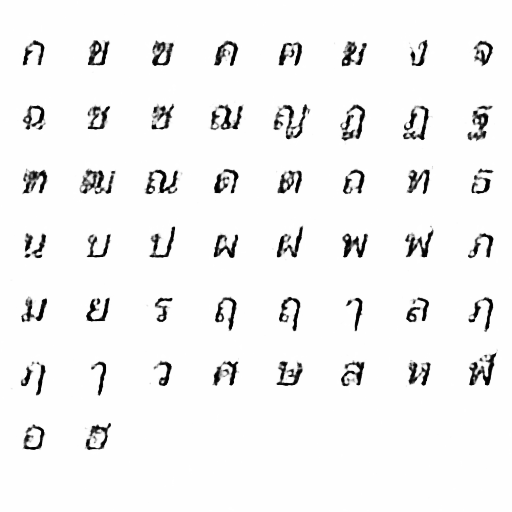 ก ข ฃ ค ฅ ฆ ง จ
ฉ ช ซ ฌ ญ ฎ ฏ ฐ
ฑ ฒ ณ ด ต ถ ท ธ
น บ ป ผ ฝ พ ฟ ภ
ม ย ร ฤ ฤ ๅ ล ฦ
ฦ ๅ ว ศ ษ ส ห ฬ
อ ฮ